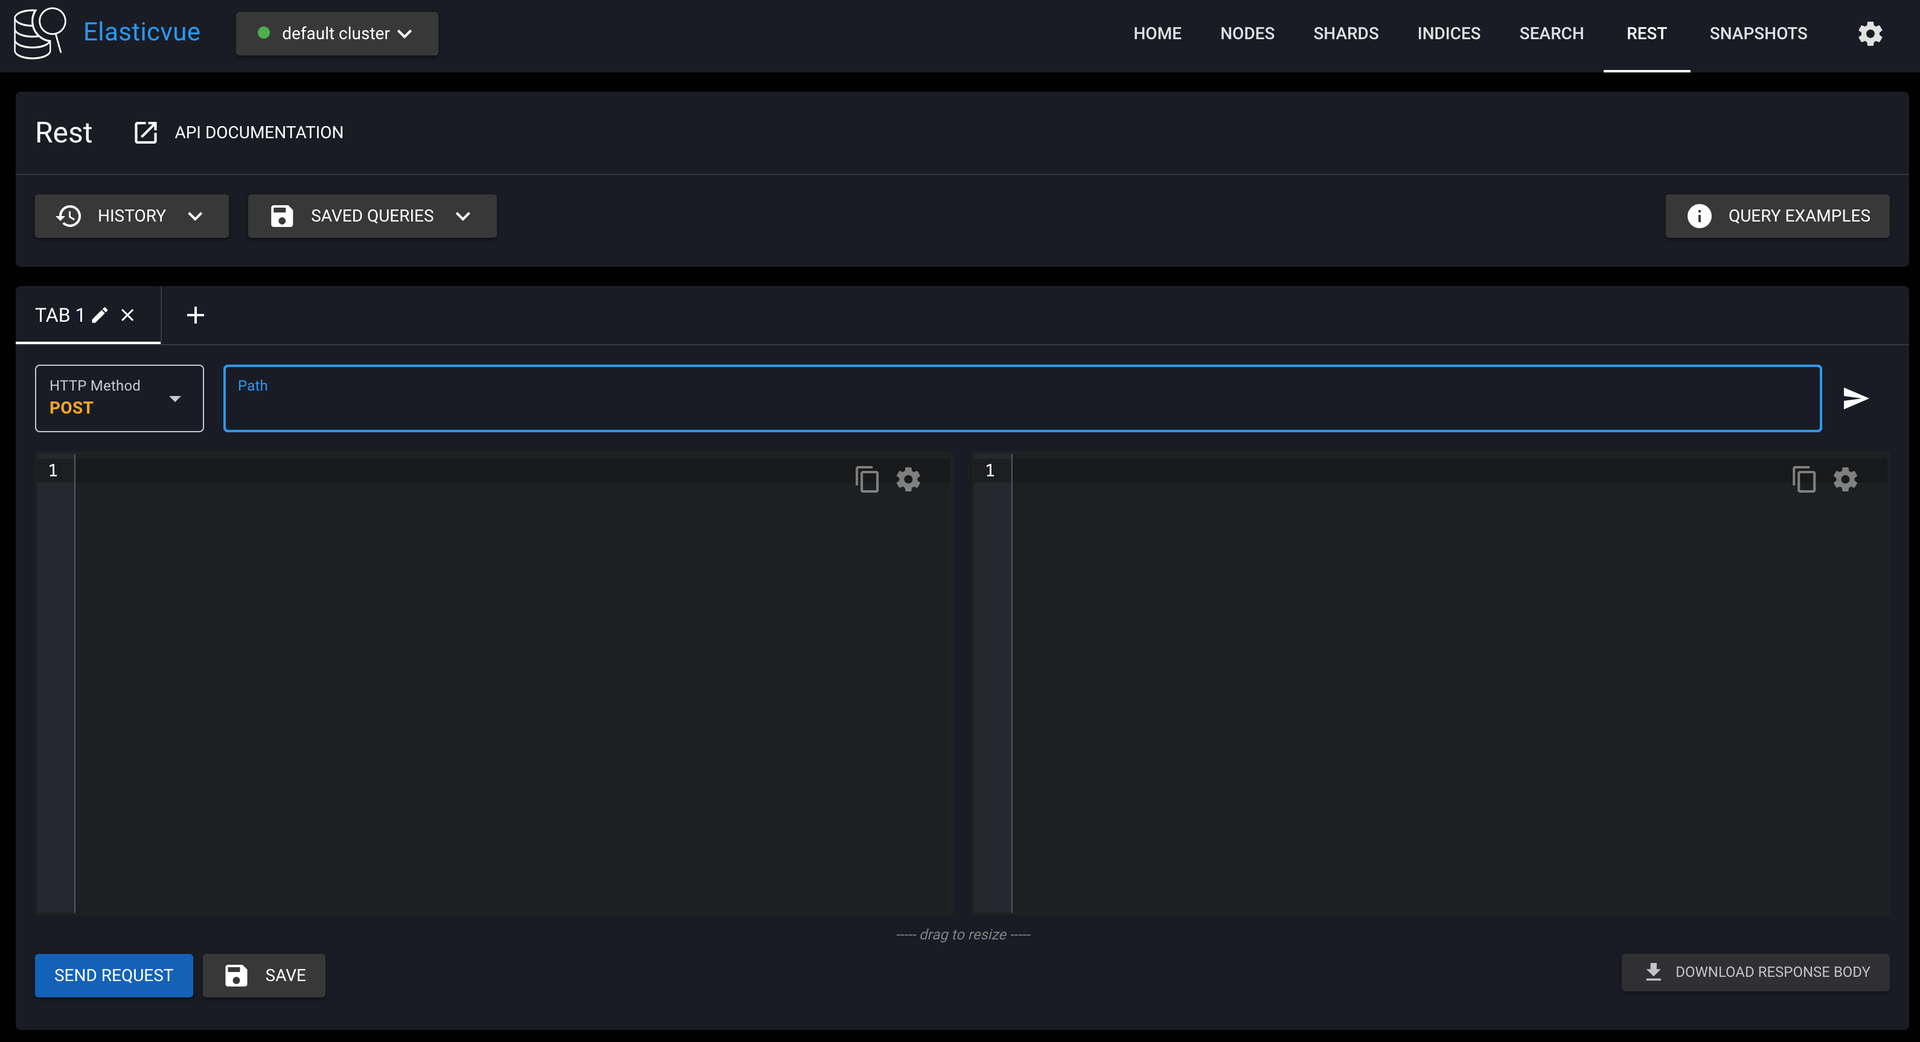 Elasticvue
default cluster
HOME NODES SHARDS INDICES SEARCH REST SNAPSHOTS
Rest API DOCUMENTATION
HISTORY SAVED QUERIES QUERY EXAMPLES
TAB 1
HTTP Method
POST
Path
1
1
----- drag to resize -----
SEND REQUEST SAVE DOWNLOAD RESPONSE BODY